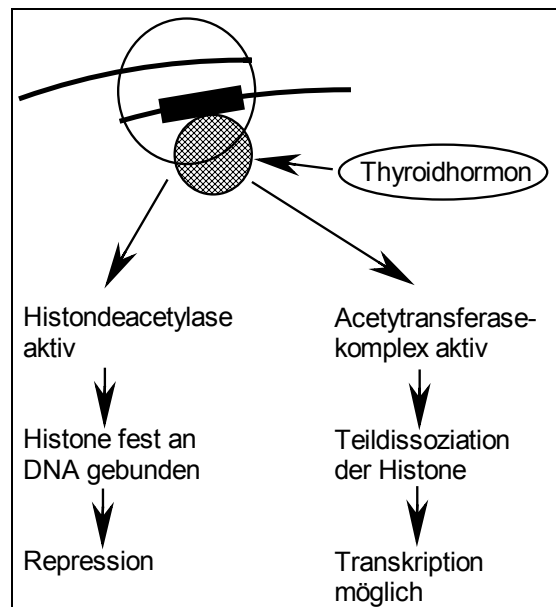 Thyroidhormon
Histondeacetylase
aktiv
Histone fest an
DNA gebunden
Repression
Acetytransferase-
komplex aktiv
Teildissoziation
der Histone
Transkription
möglich